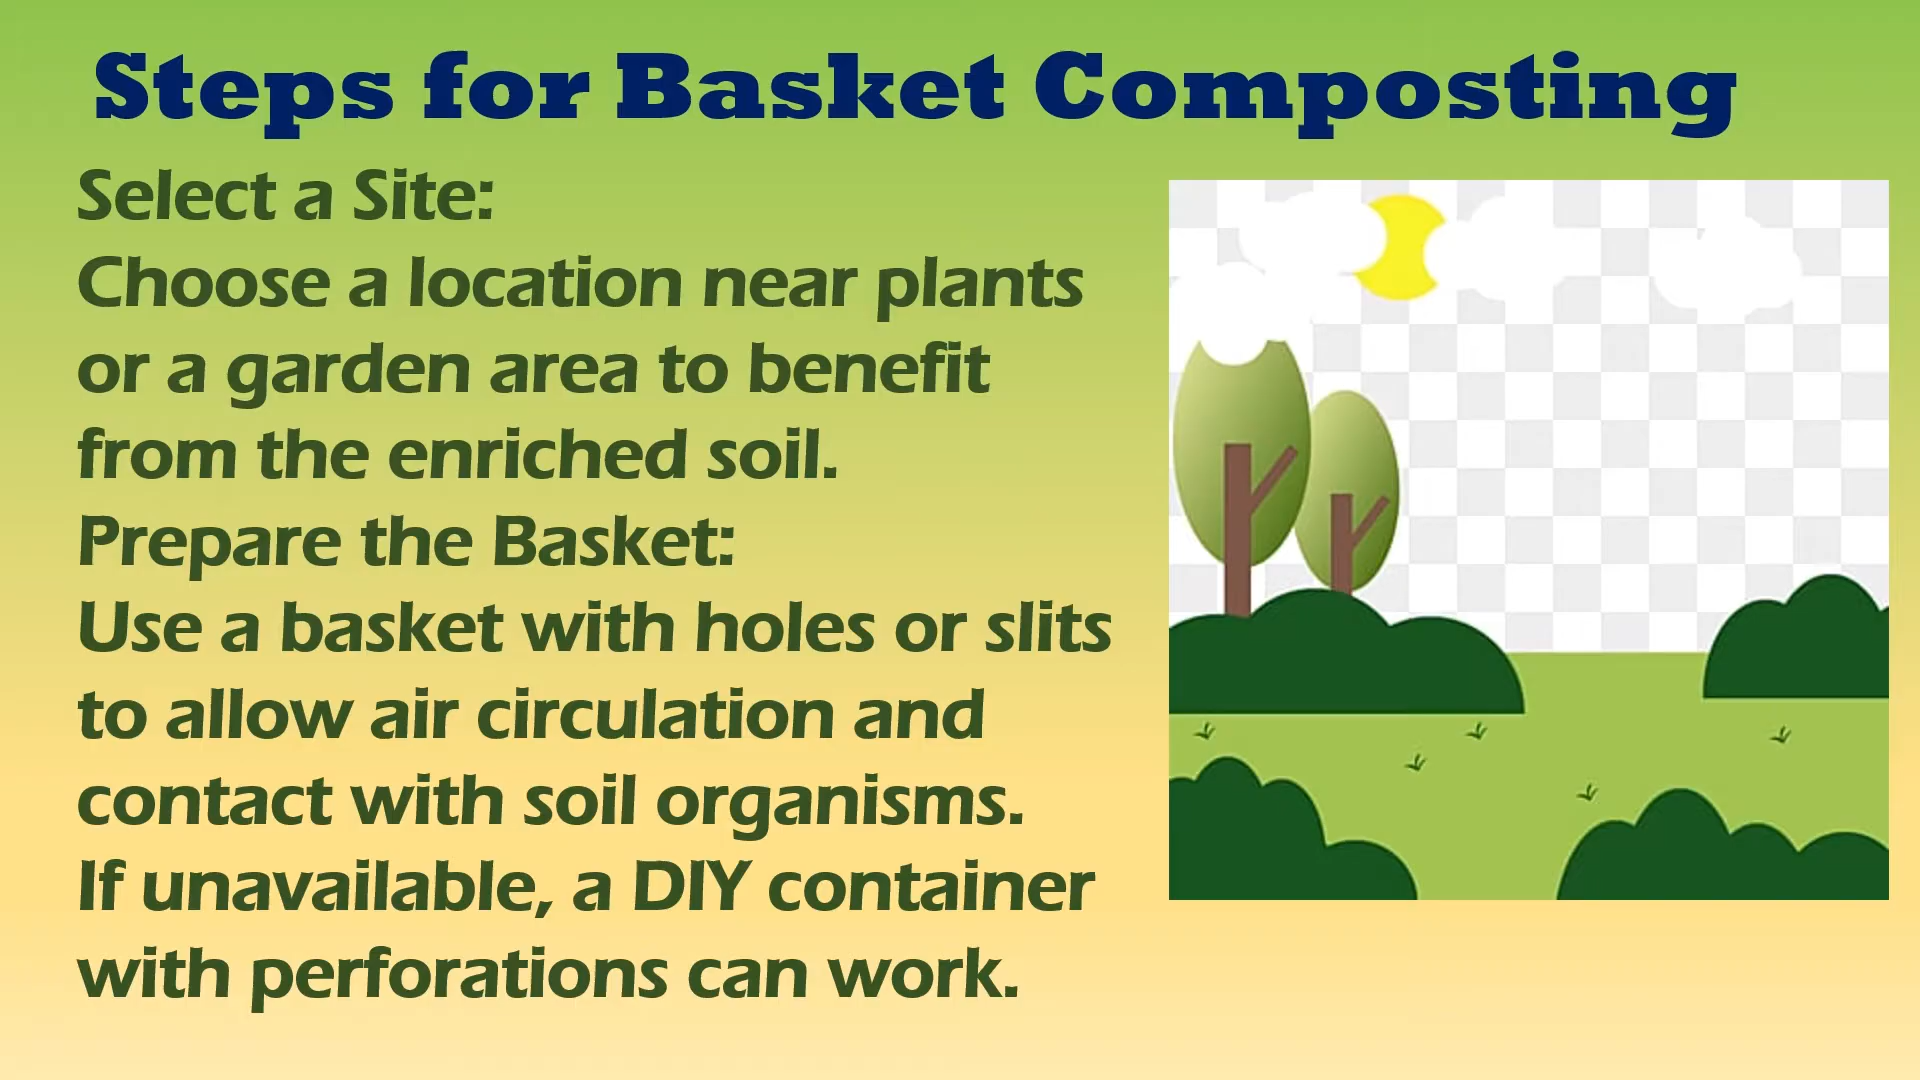 Steps for Basket Composting
Select a Site:
Choose a location near plants
or a garden area to benefit
from the enriched soil.
Prepare the Basket:
Use a basket with holes or slits
to allow air circulation and
contact with soil organisms.
If unavailable, a DIY container
with perforations can work.